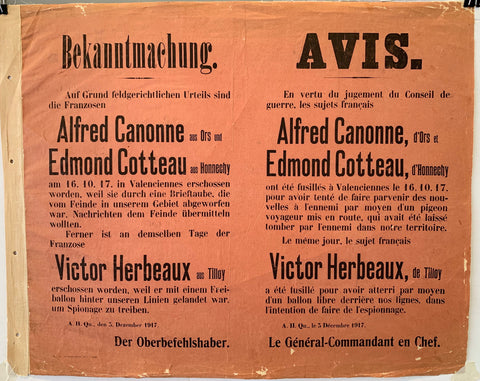 Bekanntmachung.
Auf Grund feldgerichtlichen Urteils sind
die Franzosen
Alfred Canonne aus Ors und
Edmond Cotteau aus Honnechy
am 16. 10. 17. in Valenciennes erschossen
worden, weil sie durch eine Brieftaube, die
vom Feinde in unserem Gebiet abgeworfen
war. Nachrichten dem Feinde übermitteln
wollten.
Ferner ist an demselben Tage der
Franzose
Victor Herbeaux aus Tilloy
erschossen worden, weil er mit einem Frei-
ballon hinter unseren Linien gelandet war,
um Spionage zu treiben.
A. H. Qu., den 5. Dezember 1917.
Der Oberbefehlshaber.
AVIS.
En vertu du jugement du Conseil de
guerre, les sujets français
Alfred Canonne, d'Ors et
Edmond Cotteau, d'Honnechy
ont été fusillés à Valenciennes le 16. 10. 17.
pour avoir tenté de faire parvenir des nou-
velles à l'ennemi par moyen d'un pigeon
voyageur mis en route, qui avait été laissé
tomber par l'ennemi dans notre territoire.
Le même jour, le sujet français
Victor Herbeaux, de Tilloy
a été fusillé pour avoir atterri par moyen
d'un ballon libre derrière nos lignes, dans
l'intention de faire de l'espionnage.
A. H. Qu., le 5 Décembre 1917.
Le Général-Commandant en Chef.